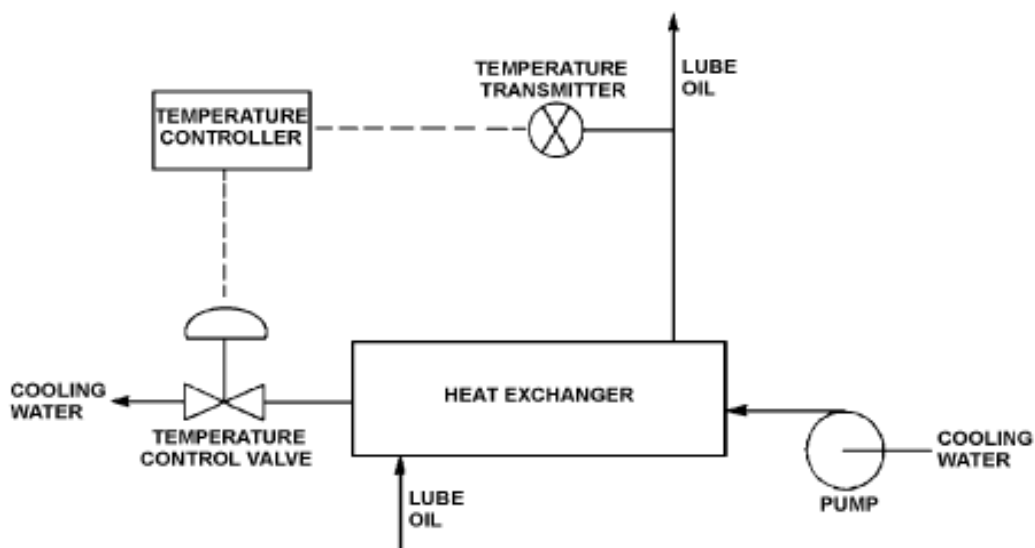 TEMPERATURE
TRANSMITTER
LUBE
OIL
TEMPERATURE
CONTROLLER
HEAT EXCHANGER
COOLING
WATER
TEMPERATURE
CONTROL VALVE
COOLING
WATER
PUMP
LUBE
OIL